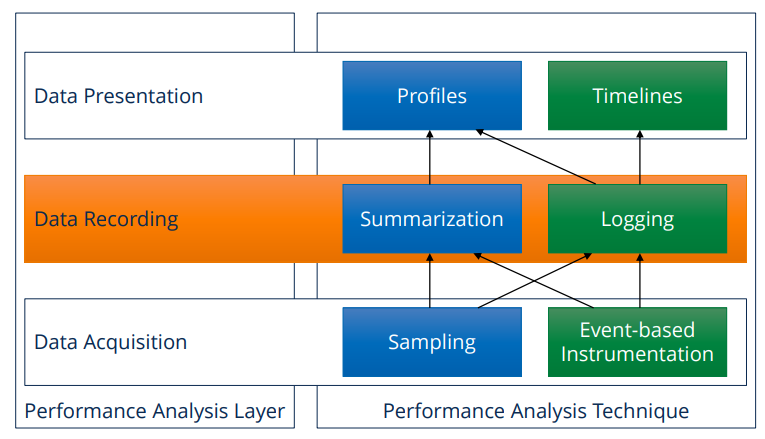 Data Presentation
Profiles
Timelines
Data Recording
Summarization
Logging
Data Acquisition
Sampling
Event-based
Instrumentation
Performance Analysis Layer
Performance Analysis Technique